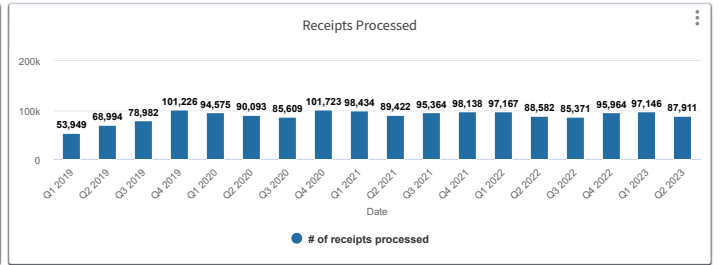 Receipts Processed
200k
100k
0
53,949 68,994 78,982 101,226 94,575 90,093 85,609 101,723 98,434 89,422 95,364 98,138 97,167 88,582 85,371 95,964 97,146 87,911
Q1 2019 Q2 2019 Q3 2019 Q4 2019 Q1 2020 Q2 2020 Q3 2020 Q4 2020 Q1 2021 Q2 2021 Q3 2021 Q4 2021 Q1 2022 Q2 2022 Q3 2022 Q4 2022 Q1 2023 Q2 2023
Date
# of receipts processed